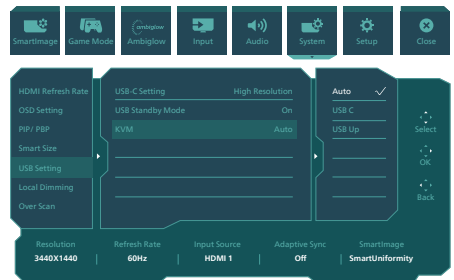 SmartImage
Game Mode
ambiglow
Ambiglow
Input
Audio
System
Setup
Close
HDMI Refresh Rate
OSD Setting
PIP/ PBP
Smart Size
USB Setting
Local Dimming
Over Scan
USB-C Setting High Resolution
USB Standby Mode On
KVM Auto
Auto
USB C
USB Up
Select
OK
Back
Resolution Refresh Rate Input Source Adaptive Sync SmartImage
3440X1440 | 60Hz | HDMI 1 | Off | SmartUniformity